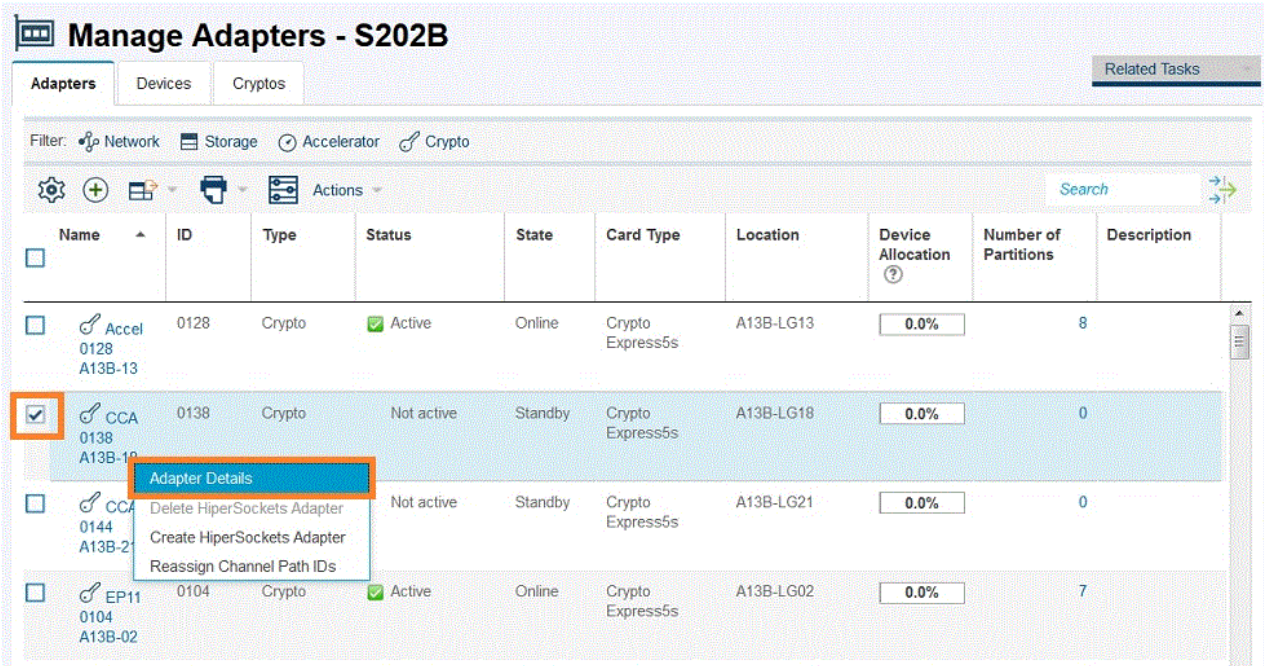 Manage Adapters - S202B
Adapters Devices Cryptos
Related Tasks
Filter: Network Storage Accelerator Crypto
Actions
Search
Name ID Type Status State Card Type Location Device Allocation Number of Partitions Description
Accel 0128 Crypto Active Online Crypto A13B-LG13 0.0% 8
0128 Express5s
A13B-13
CCA 0138 Crypto Not active Standby Crypto A13B-LG18 0.0% 0
0138 Express5s
A13B-18
Adapter Details
CCA Not active Standby Crypto A13B-LG21 0.0% 0
Delete HiperSockets Adapter
0144 Express5s
Create HiperSockets Adapter
A13B-21
Reassign Channel Path IDs
EP11 0104 Crypto Active Online Crypto A13B-LG02 0.0% 7
0104 Express5s
A13B-02